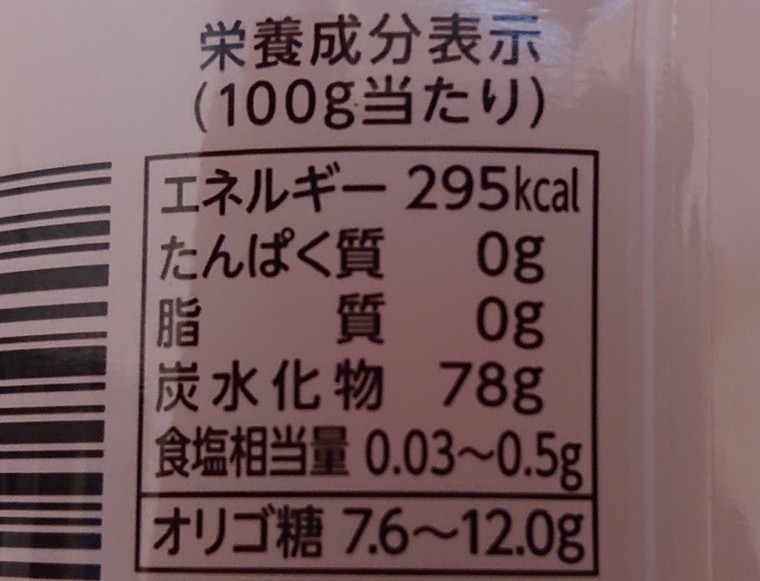 栄養成分表示
(100g当たり)
エネルギー 295kcal
たんぱく質 0g
脂質 0g
炭水化物 78g
食塩相当量 0.03～0.5g
オリゴ糖 7.6～12.0g